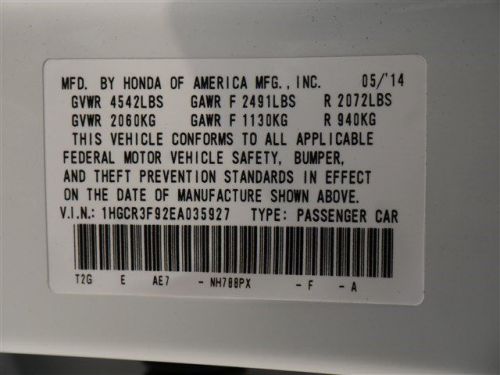 MFD. BY HONDA OF AMERICA MFG., INC. 05/'14
GVWR 4542LBS GAWR F 2491LBS R 2072LBS
GVWR 2060KG GAWR F 1130KG R 940KG
THIS VEHICLE CONFORMS TO ALL APPLICABLE
FEDERAL MOTOR VEHICLE SAFETY, BUMPER,
AND THEFT PREVENTION STANDARDS IN EFFECT
ON THE DATE OF MANUFACTURE SHOWN ABOVE.
V.I.N.: 1HGCR3F92EA035927 TYPE: PASSENGER CAR
T2G E AE7 - NH788PX - F - A